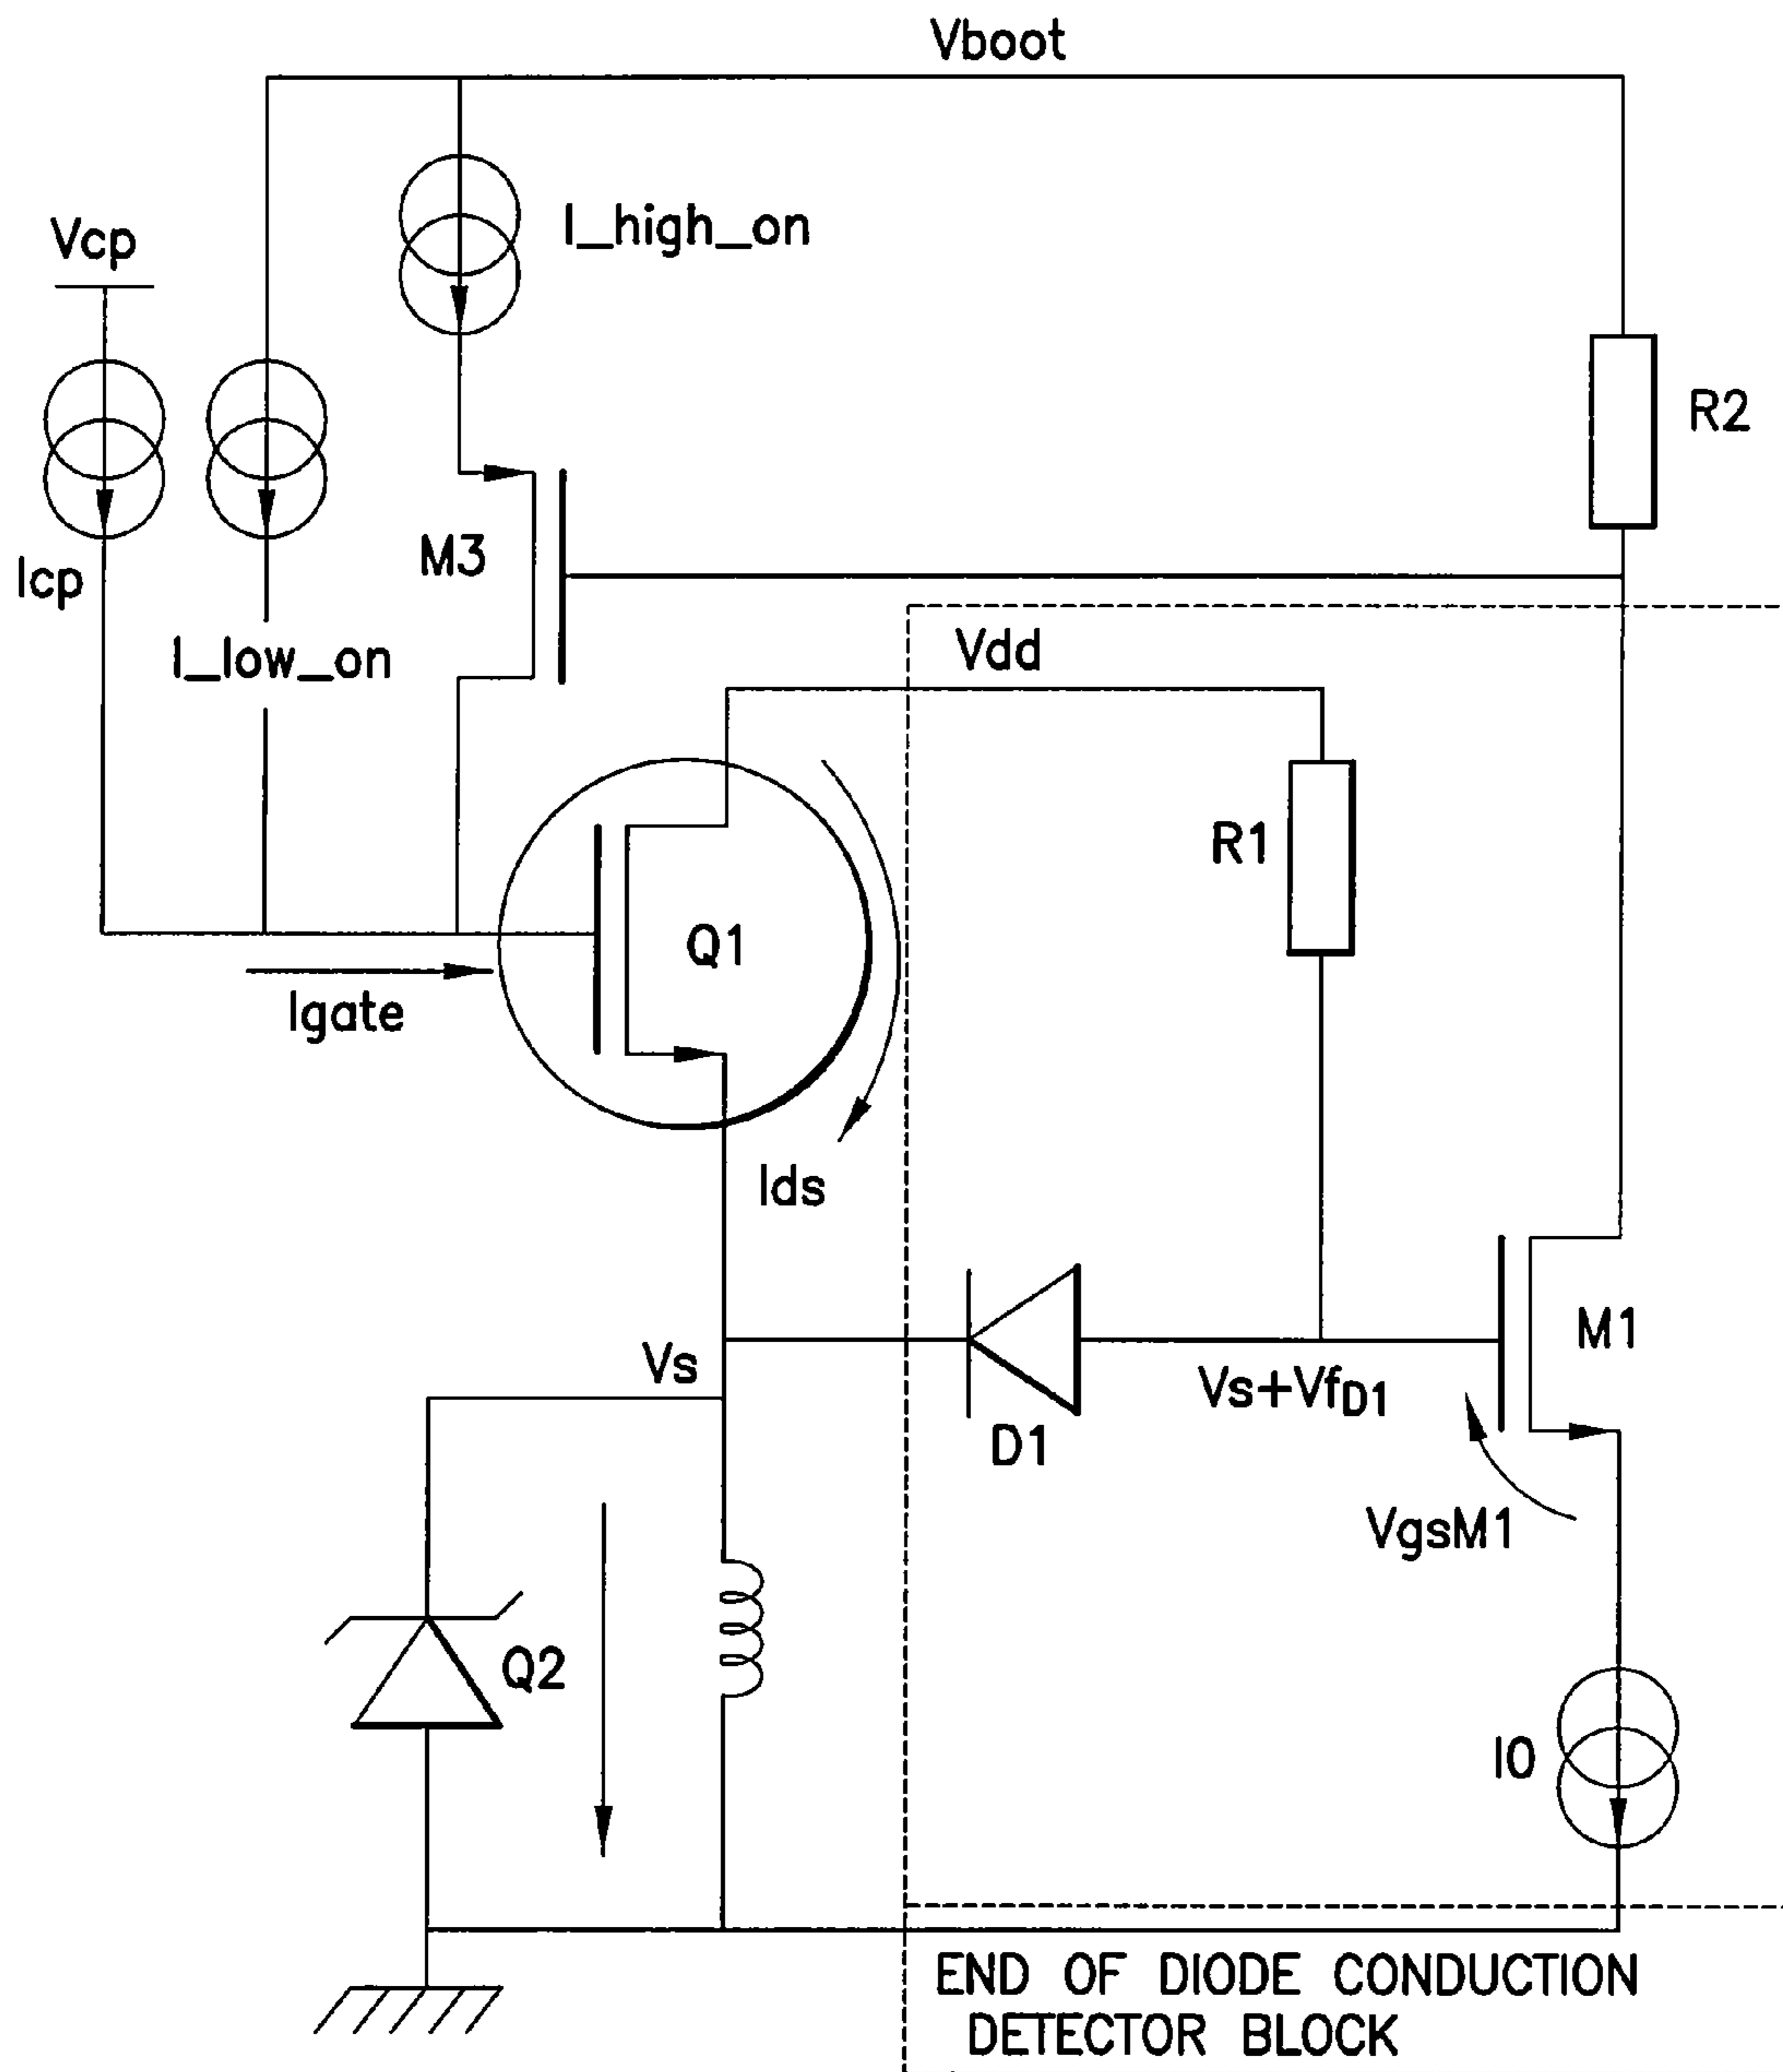 Vboot
I_high_on
Vcp
R2
M3
Icp
I_low_on
Vdd
R1
Q1
Igate
Ids
M1
Vs
Vs+VfD1
D1
VgsM1
Q2
I0
END OF DIODE CONDUCTION
DETECTOR BLOCK